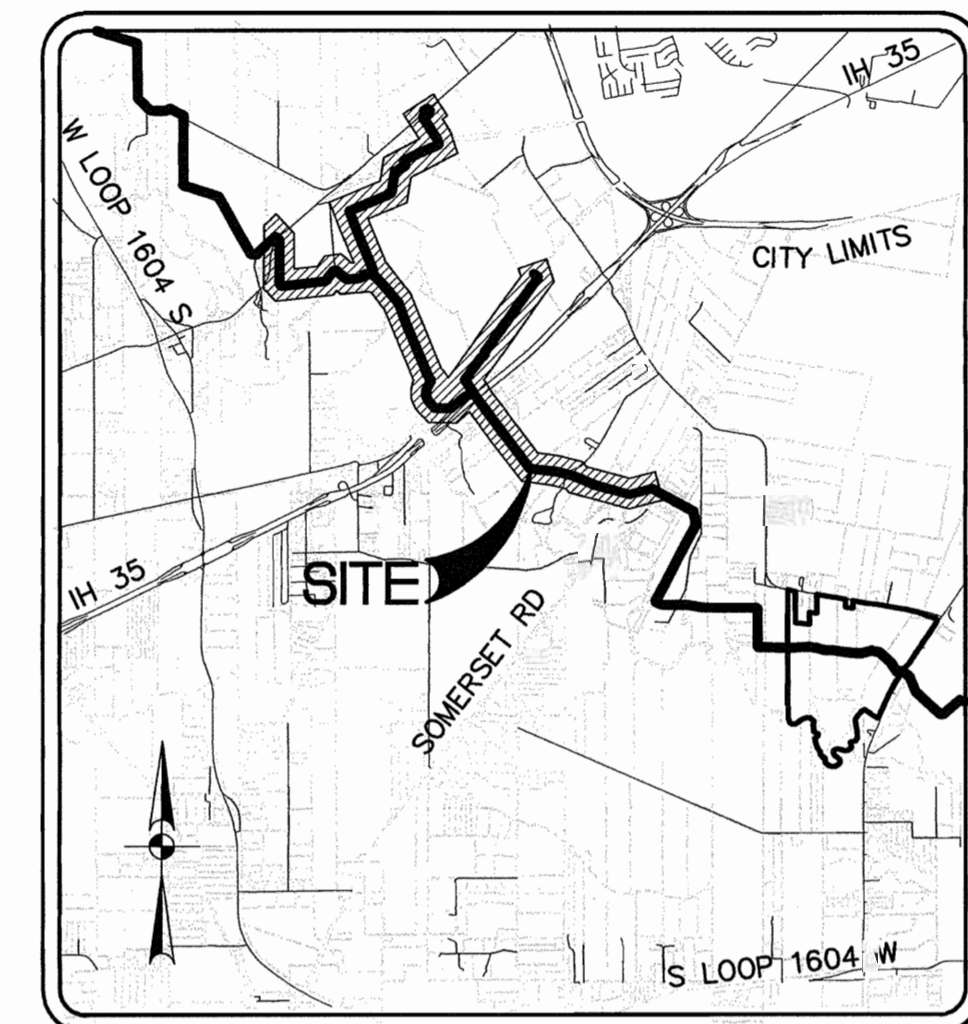 IH 35
W LOOP 1604 S
CITY LIMITS
IH 35
SITE
SOMERSET RD
S LOOP 1604 W